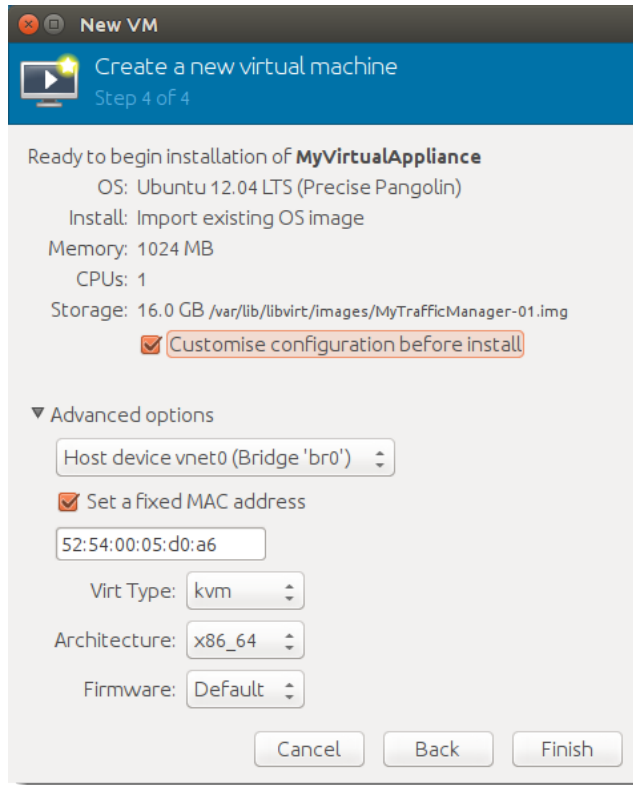 New VM
Create a new virtual machine
Step 4 of 4
Ready to begin installation of MyVirtualAppliance
OS: Ubuntu 12.04 LTS (Precise Pangolin)
Install: Import existing OS image
Memory: 1024 MB
CPUs: 1
Storage: 16.0 GB /var/lib/libvirt/images/MyTrafficManager-01.img
Customise configuration before install
Advanced options
Host device vnet0 (Bridge 'br0')
Set a fixed MAC address
52:54:00:05:d0:a6
Virt Type: kvm
Architecture: x86_64
Firmware: Default
Cancel Back Finish